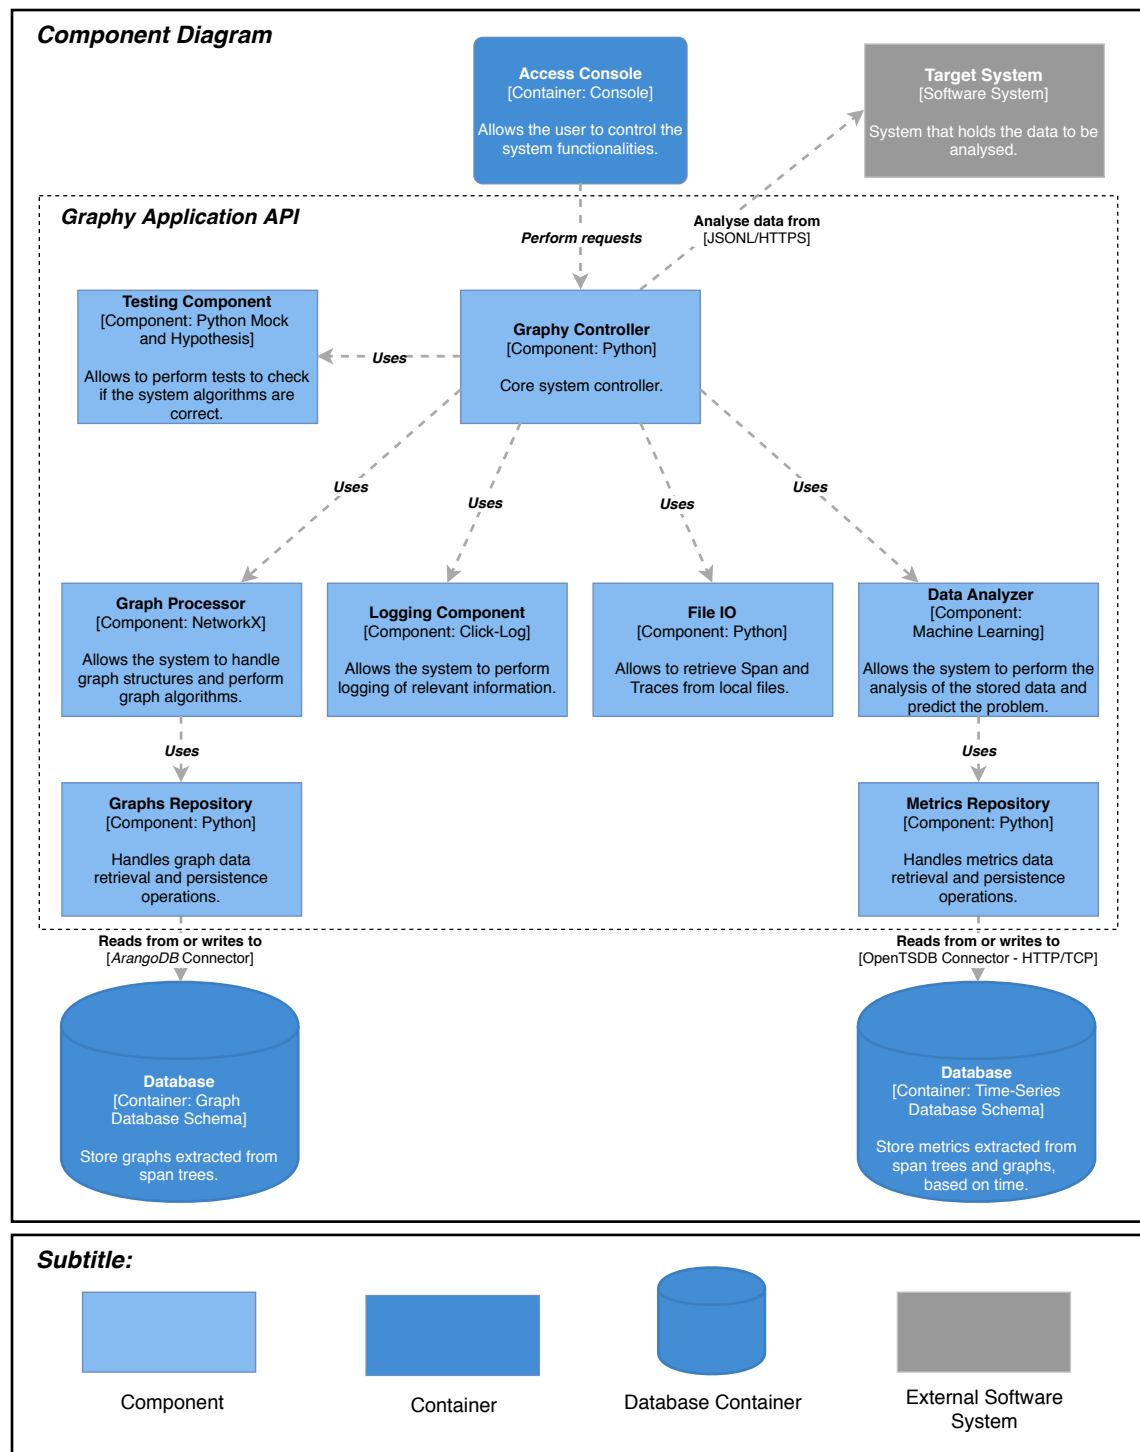 Component Diagram
Access Console
[Container: Console]
Allows the user to control the
system functionalities.
Target System
[Software System]
System that holds the data to be
analysed.
Graphy Application API
Perform requests
Analyse data from
[JSONL/HTTPS]
Testing Component
[Component: Python Mock
and Hypothesis]
Allows to perform tests to check
if the system algorithms are
correct.
Uses
Graphy Controller
[Component: Python]
Core system controller.
Uses
Uses
Uses
Uses
Graph Processor
[Component: NetworkX]
Allows the system to handle
graph structures and perform
graph algorithms.
Logging Component
[Component: Click-Log]
Allows the system to perform
logging of relevant information.
File IO
[Component: Python]
Allows to retrieve Span and
Traces from local files.
Data Analyzer
[Component:
Machine Learning]
Allows the system to perform the
analysis of the stored data and
predict the problem.
Uses
Uses
Graphs Repository
[Component: Python]
Handles graph data
retrieval and persistence
operations.
Metrics Repository
[Component: Python]
Handles metrics data
retrieval and persistence
operations.
Reads from or writes to
[ArangoDB Connector]
Reads from or writes to
[OpenTSDB Connector - HTTP/TCP]
Database
[Container: Graph
Database Schema]
Store graphs extracted from
span trees.
Database
[Container: Time-Series
Database Schema]
Store metrics extracted from
span trees and graphs,
based on time.
Subtitle:
Component
Container
Database Container
External Software
System